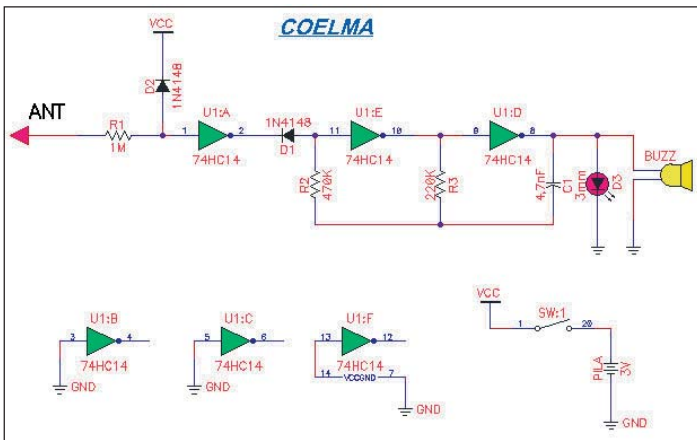 COELMA
VCC
D2
1N4148
ANT
R1
1M
U1:A
1 2
74HC14
1N4148
D1
U1:E
11 10
74HC14
U1:D
9 8
74HC14
R2
470K
220K
R3
4,7nF
C1
3mm
D3
BUZZ
U1:B
3 4
74HC14
GND
U1:C
5 6
74HC14
GND
U1:F
13 12
74HC14
14 VCCGND 7
GND
VCC
1 SW:1 20
PILA
3V
GND